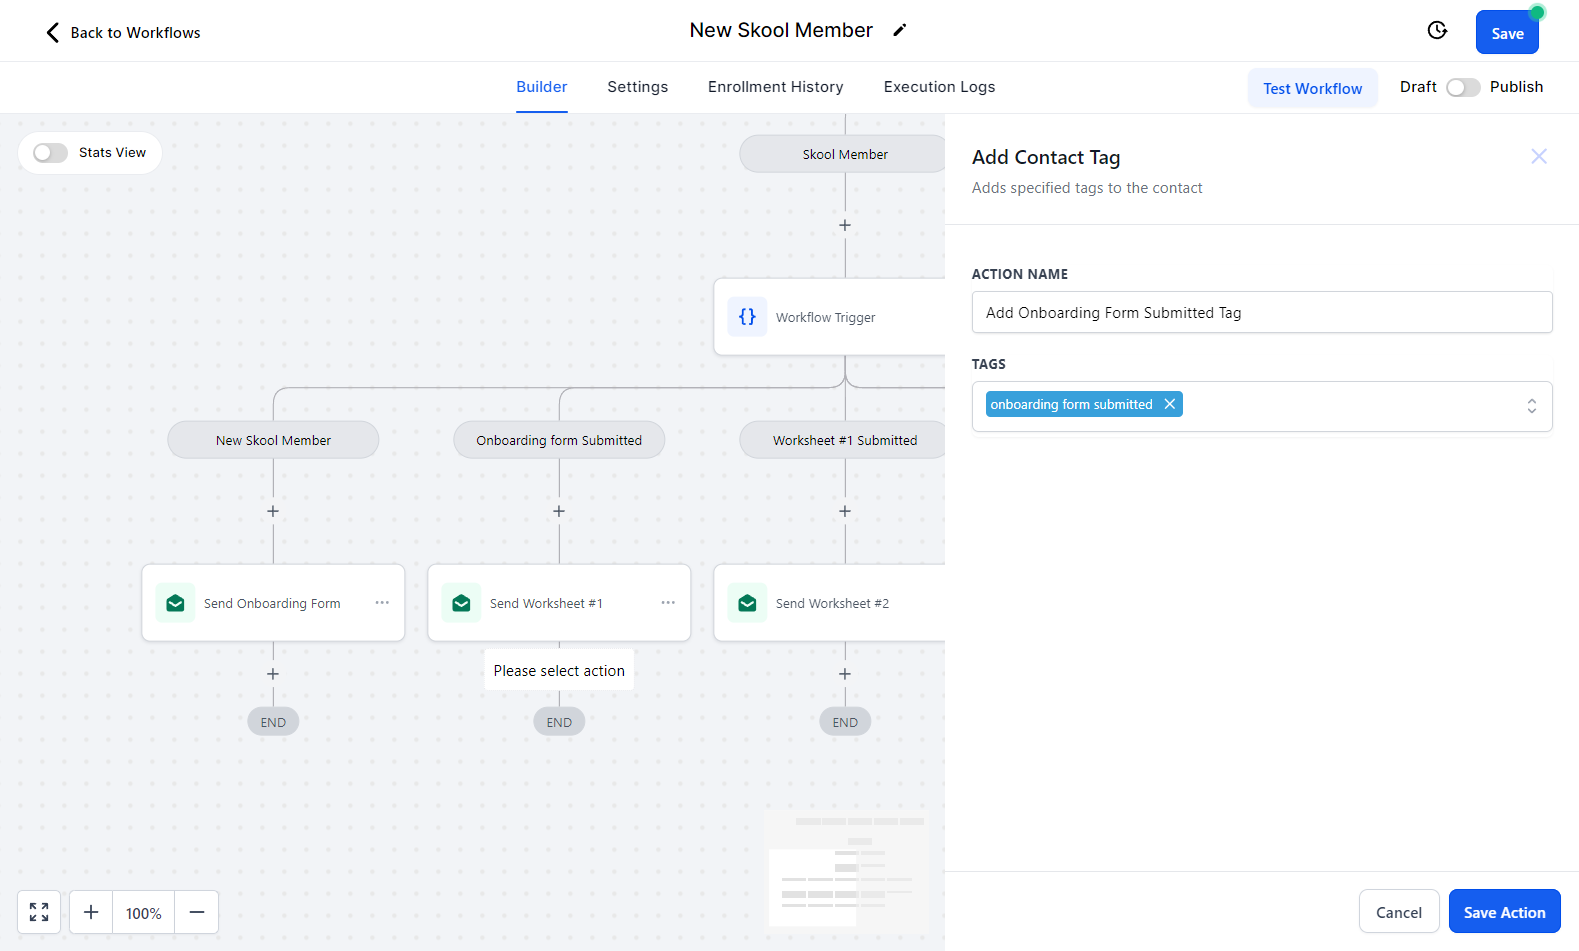 Back to Workflows
New Skool Member
Save
Builder
Settings
Enrollment History
Execution Logs
Test Workflow
Draft
Publish
Stats View
Skool Member
Workflow Trigger
New Skool Member
Onboarding form Submitted
Worksheet #1 Submitted
Send Onboarding Form
Send Worksheet #1
Send Worksheet #2
Please select action
END
END
END
100%
Add Contact Tag
Adds specified tags to the contact
ACTION NAME
Add Onboarding Form Submitted Tag
TAGS
onboarding form submitted
Cancel
Save Action